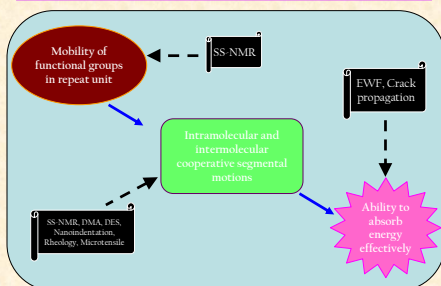 Mobility of
functional groups
in repeat unit
SS-NMR
EWF, Crack
propagation
Intramolecular and
intermolecular
cooperative segmental
motions
SS-NMR, DMA, DES,
Nanoindentation,
Rheology, Microtensile
Ability to
absorb
energy
effectively